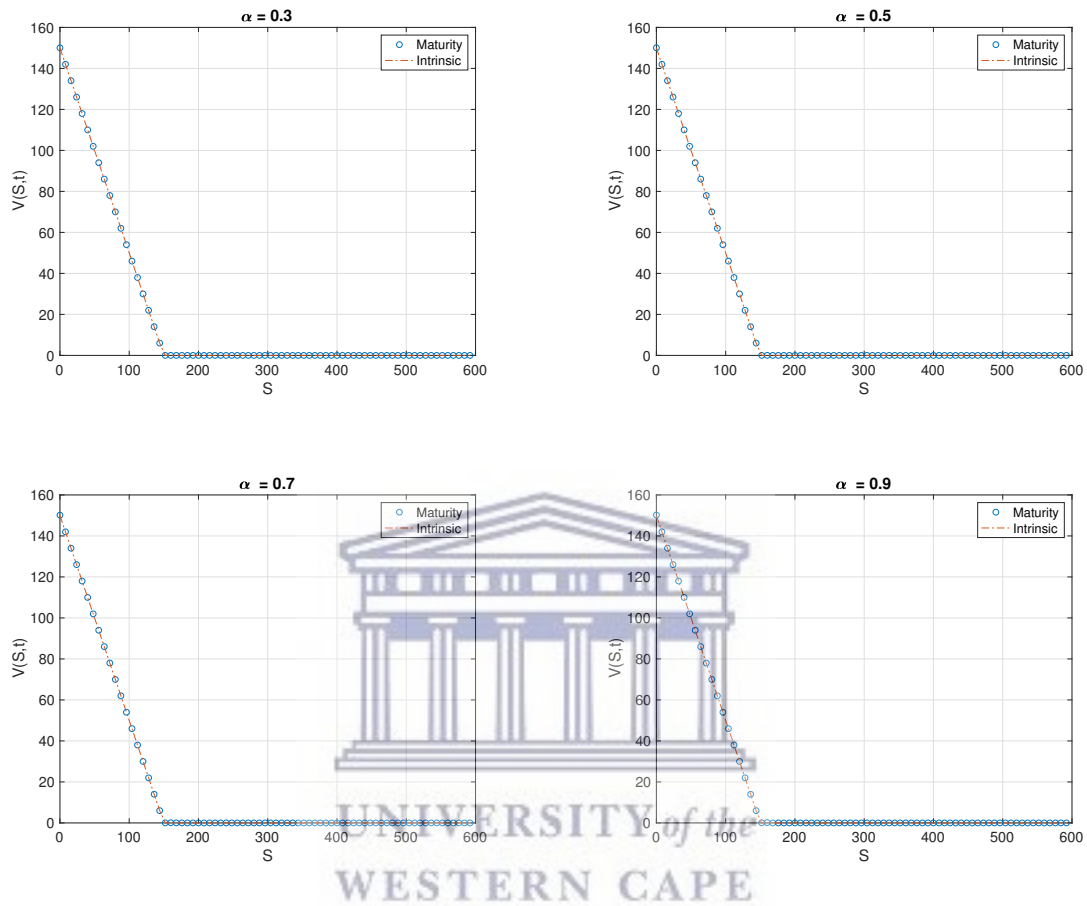 α = 0.3
160
140
120
100
80
60
40
20
0
V(S,t)
0 100 200 300 400 500 600
S
Maturity
Intrinsic
α = 0.5
160
140
120
100
80
60
40
20
0
V(S,t)
0 100 200 300 400 500 600
S
Maturity
Intrinsic
α = 0.7
160
140
120
100
80
60
40
20
0
V(S,t)
0 100 200 300 400 500 600
S
Maturity
Intrinsic
α = 0.9
160
140
120
100
80
60
40
20
0
V(S,t)
0 100 200 300 400 500 600
S
Maturity
Intrinsic
UNIVERSITY of the
WESTERN CAPE